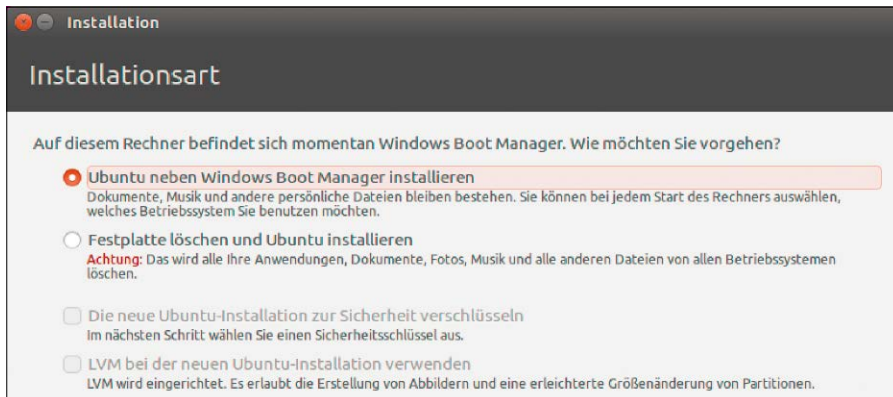 Installation
Installationsart
Auf diesem Rechner befindet sich momentan Windows Boot Manager. Wie möchten Sie vorgehen?
Ubuntu neben Windows Boot Manager installieren
Dokumente, Musik und andere persönliche Dateien bleiben bestehen. Sie können bei jedem Start des Rechners auswählen,
welches Betriebssystem Sie benutzen möchten.
Festplatte löschen und Ubuntu installieren
Achtung: Das wird alle Ihre Anwendungen, Dokumente, Fotos, Musik und alle anderen Dateien von allen Betriebssystemen
löschen.
Die neue Ubuntu-Installation zur Sicherheit verschlüsseln
Im nächsten Schritt wählen Sie einen Sicherheitsschlüssel aus.
LVM bei der neuen Ubuntu-Installation verwenden
LVM wird eingerichtet. Es erlaubt die Erstellung von Abbildern und eine erleichterte Größenänderung von Partitionen.